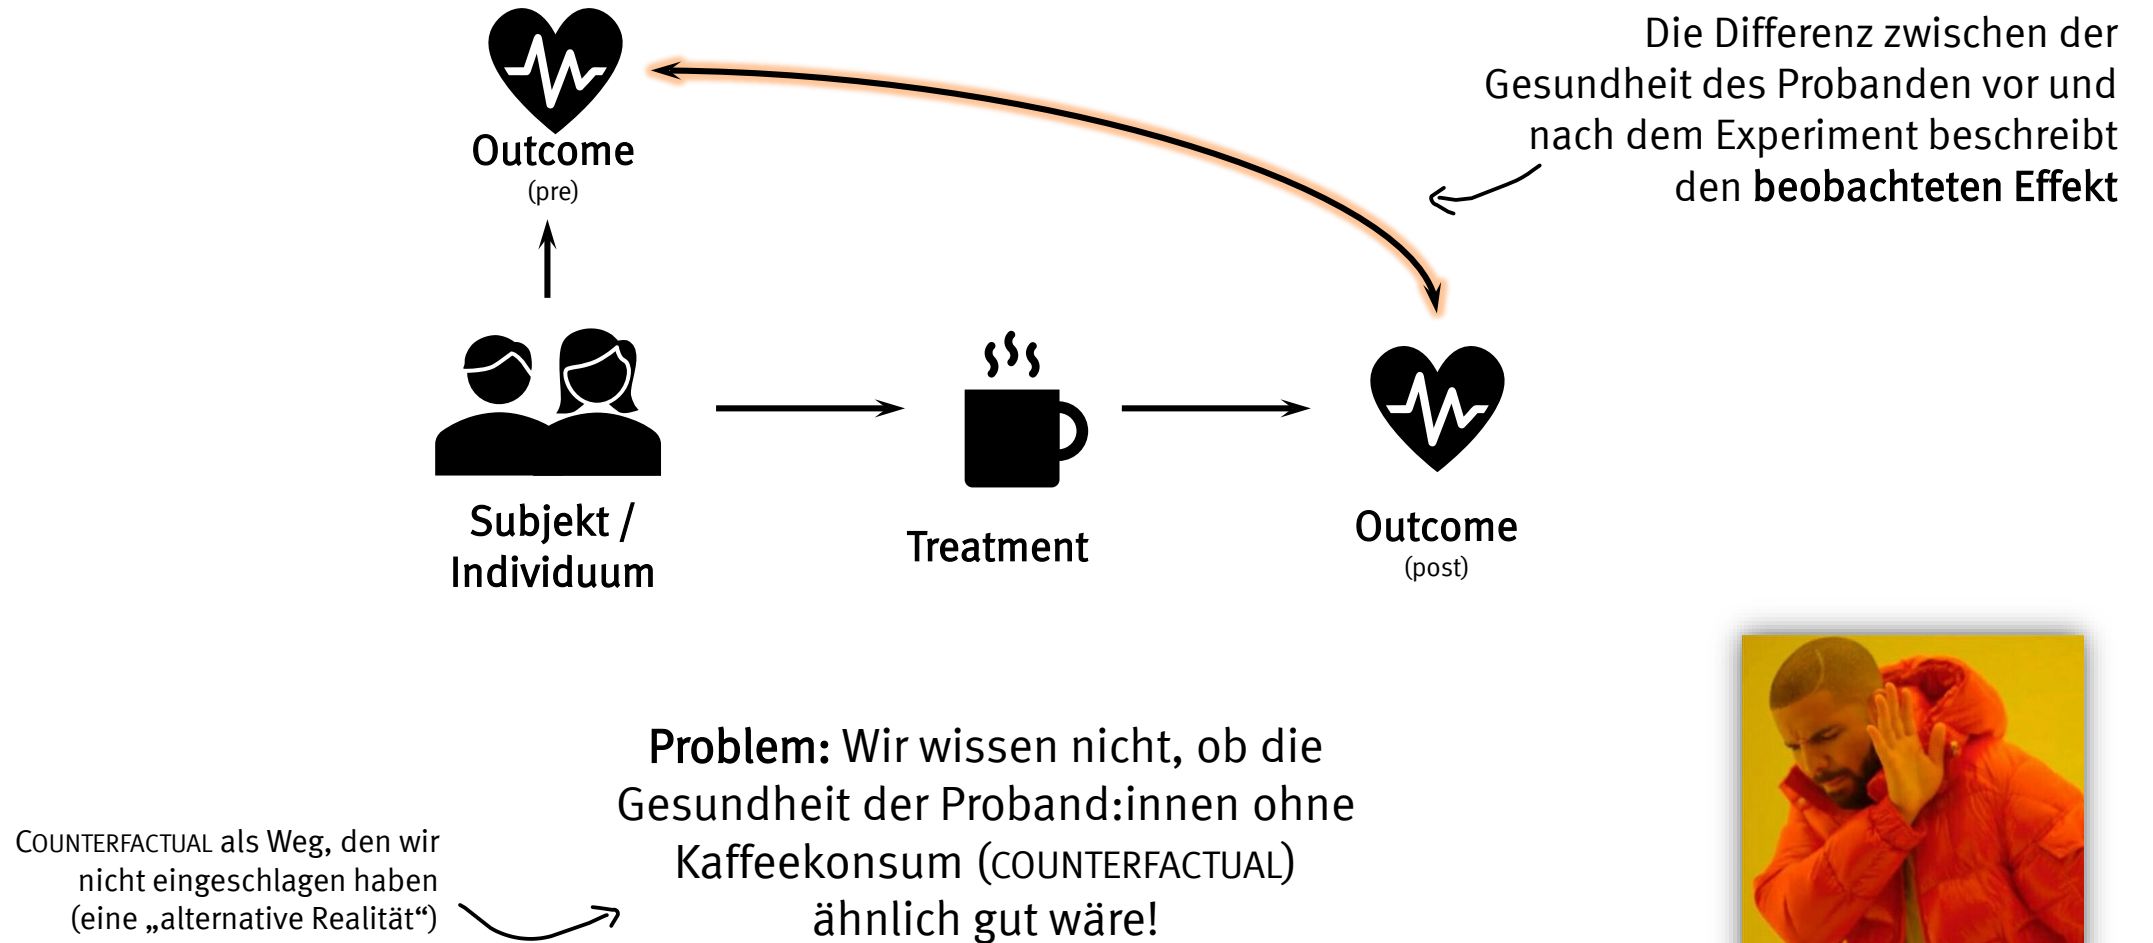 Die Differenz zwischen der
Gesundheit des Probanden vor und
nach dem Experiment beschreibt
den beobachteten Effekt
Outcome
(pre)
Subjekt /
Individuum
Treatment
Outcome
(post)
Problem: Wir wissen nicht, ob die
Gesundheit der Proband:innen ohne
Kaffeekonsum (COUNTERFACTUAL)
ähnlich gut wäre!
COUNTERFACTUAL als Weg, den wir
nicht eingeschlagen haben
(eine „alternative Realität“)